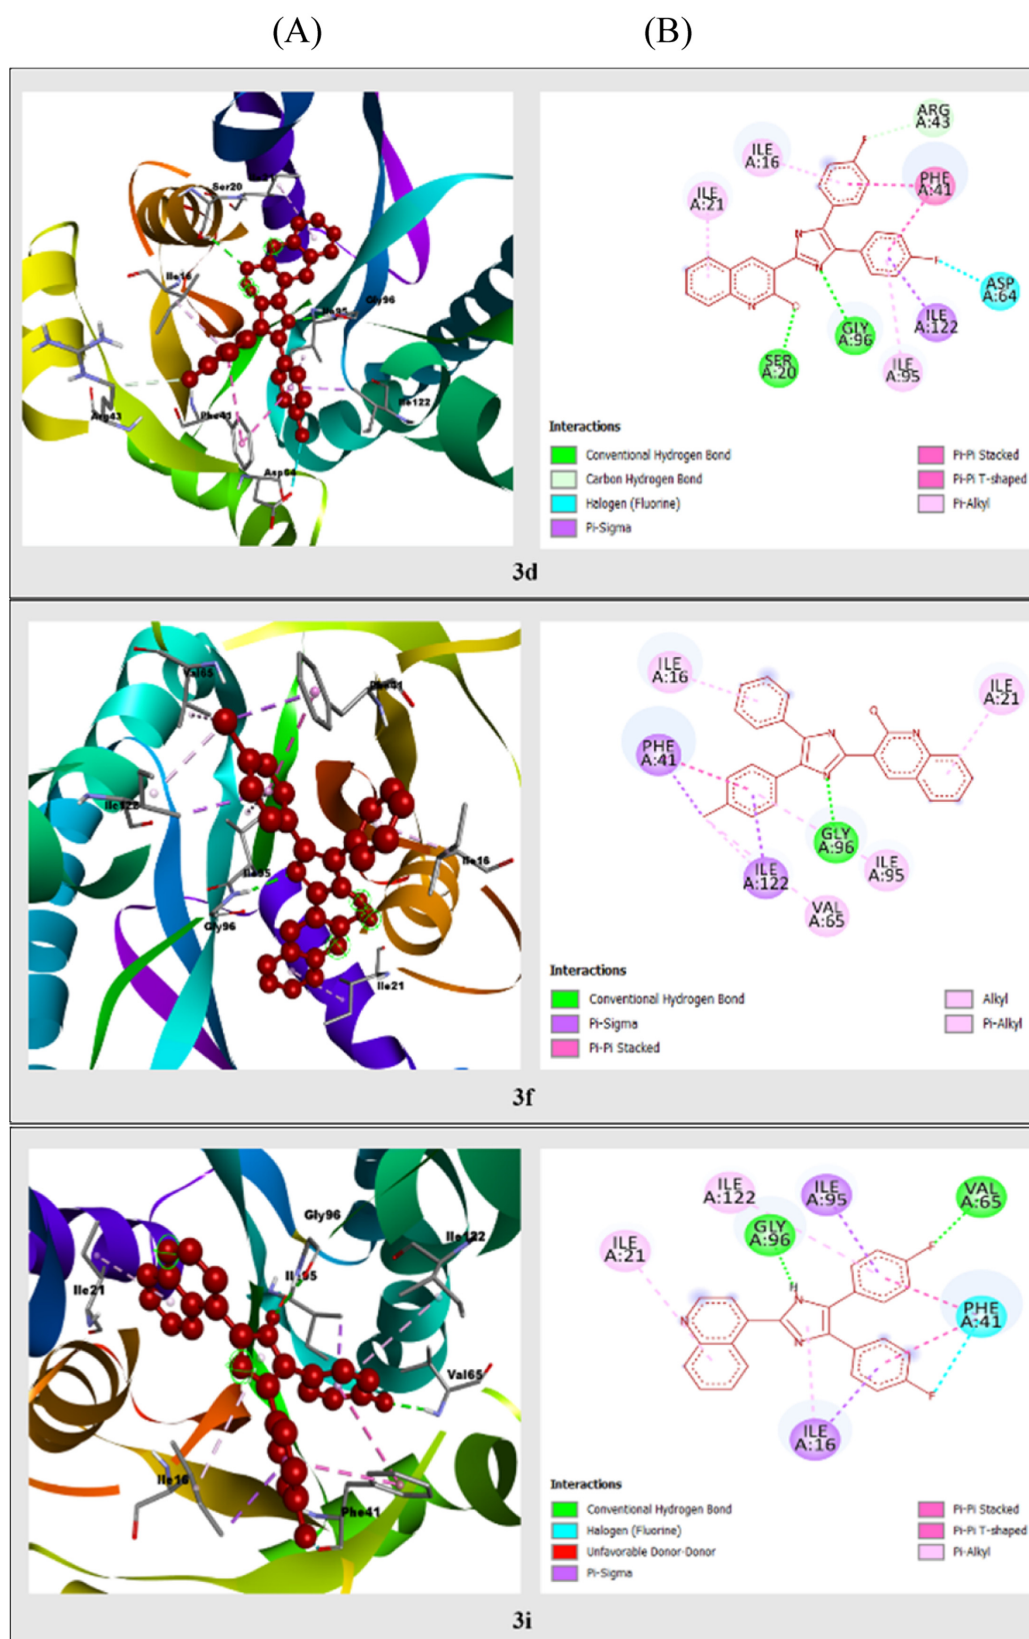 (A) (B)
Ser20
Ile16
Gly96
Ile95
Arg43
Phe41
Ile122
Asp64
ARG
A:43
ILE
A:16
PHE
A:41
ILE
A:21
ASP
A:64
ILE
A:122
GLY
A:96
SER
A:20
ILE
A:95
F
F
N
N
N
O
Interactions
Conventional Hydrogen Bond
Carbon Hydrogen Bond
Halogen (Fluorine)
Pi-Sigma
Pi-Pi Stacked
Pi-Pi T-shaped
Pi-Alkyl
3d
Val65
Phe41
Ile122
Ile16
Ile95
Gly96
Ile21
ILE
A:16
ILE
A:21
PHE
A:41
GLY
A:96
ILE
A:95
ILE
A:122
VAL
A:65
O
N
N
N
Interactions
Conventional Hydrogen Bond
Pi-Sigma
Pi-Pi Stacked
Alkyl
Pi-Alkyl
3f
Gly96
Ile122
Ile21
Ile95
Val65
Ile16
Phe41
ILE
A:122
ILE
A:95
VAL
A:65
GLY
A:96
ILE
A:21
PHE
A:41
ILE
A:16
F
H
N
N
N
F
Interactions
Conventional Hydrogen Bond
Halogen (Fluorine)
Unfavorable Donor-Donor
Pi-Sigma
Pi-Pi Stacked
Pi-Pi T-shaped
Pi-Alkyl
3i